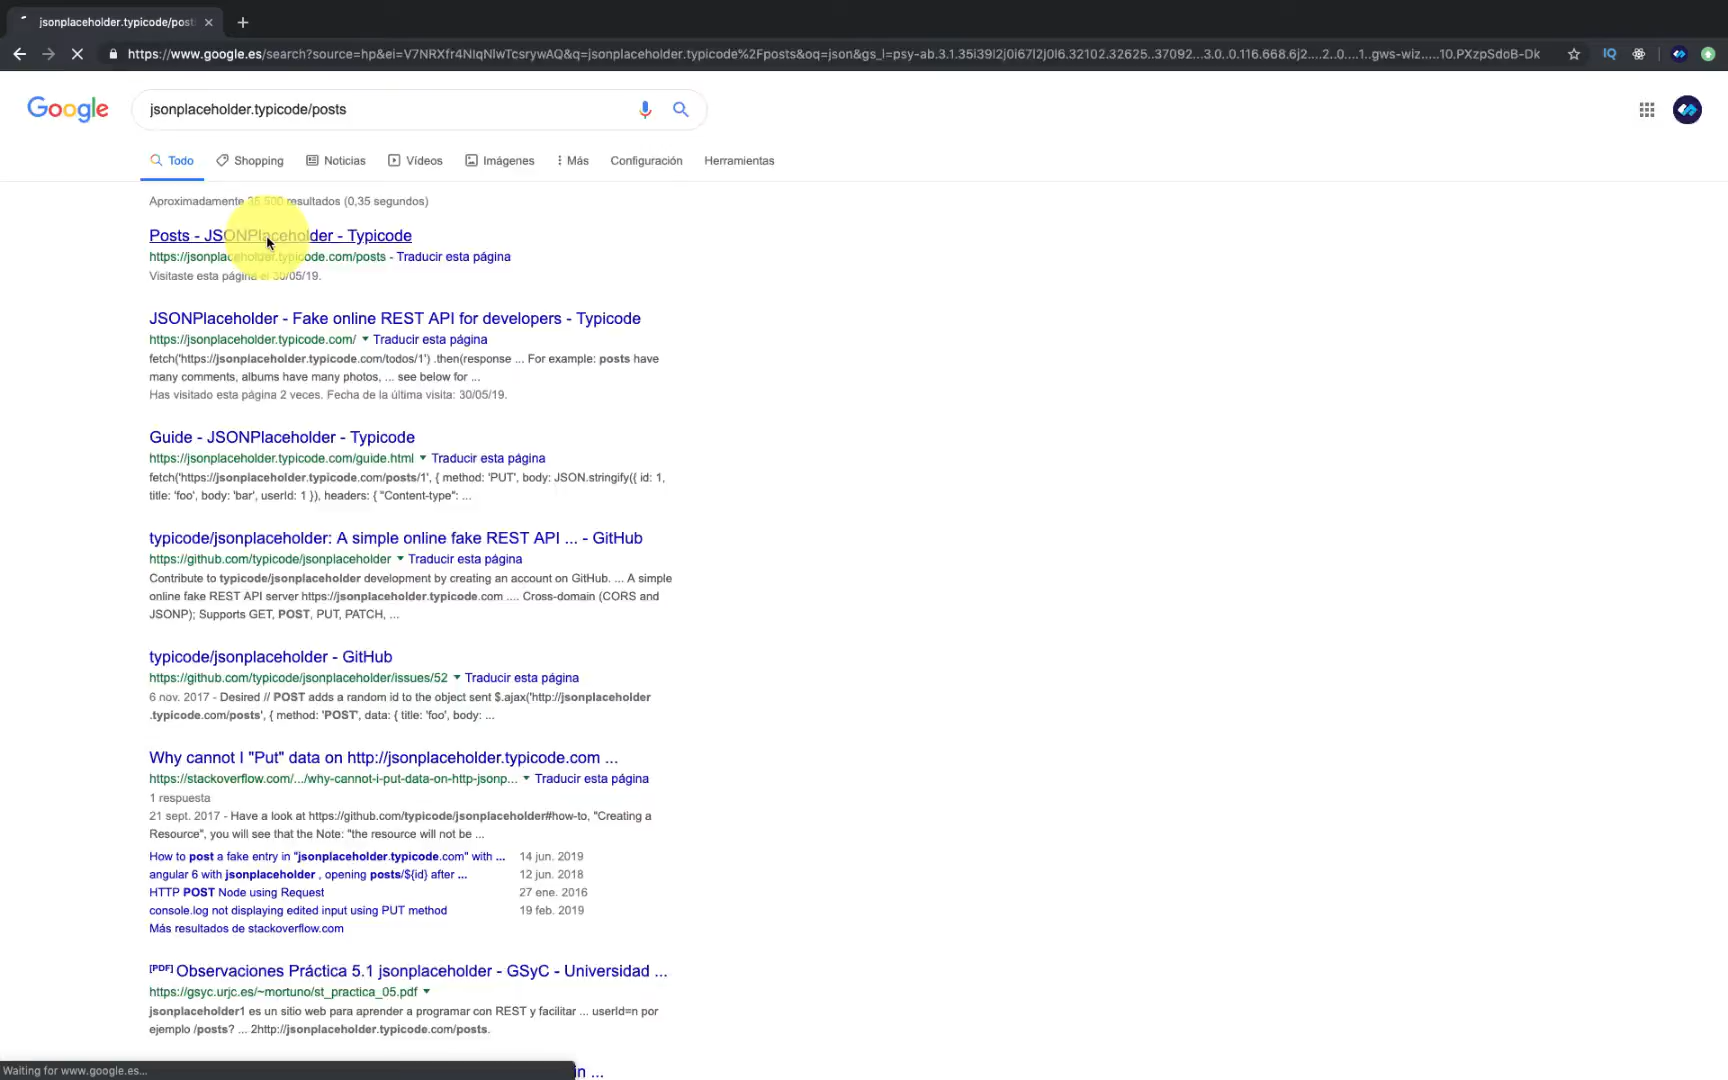 jsonplaceholder.typicode/post
https://www.google.es/search?source=hp&ei=V7NRXfr4NIqNlwTcsrywAQ&q=jsonplaceholder.typicode%2Fposts&oq=json&gs_l=psy-ab.3.1.35i39l2j0i67l2j0l6.32102.32625..37092...3.0..0.116.668.6j2....2..0....1..gws-wiz.....10.PXzpSdoB-Dk
Google
jsonplaceholder.typicode/posts
Todo
Shopping
Noticias
Vídeos
Imágenes
Más
Configuración
Herramientas
Aproximadamente resultados (0,35 segundos)
Posts - JSONPlaceholder - Typicode
https://jsonplaceholder.typicode.com/posts - Traducir esta página
Visitaste esta página el 30/05/19.
JSONPlaceholder - Fake online REST API for developers - Typicode
https://jsonplaceholder.typicode.com/ Traducir esta página
fetch('https://jsonplaceholder.typicode.com/todos/1') .then(response ... For example: posts have
many comments, albums have many photos, ... see below for ...
Has visitado esta página 2 veces. Fecha de la última visita: 30/05/19.
Guide - JSONPlaceholder - Typicode
https://jsonplaceholder.typicode.com/guide.html Traducir esta página
fetch('https://jsonplaceholder.typicode.com/posts/1', { method: 'PUT', body: JSON.stringify({ id: 1,
title: 'foo', body: 'bar', userId: 1 }), headers: { "Content-type": ...
typicode/jsonplaceholder: A simple online fake REST API ... - GitHub
https://github.com/typicode/jsonplaceholder Traducir esta página
Contribute to typicode/jsonplaceholder development by creating an account on GitHub. ... A simple
online fake REST API server https://jsonplaceholder.typicode.com .... Cross-domain (CORS and
JSONP); Supports GET, POST, PUT, PATCH, ...
typicode/jsonplaceholder - GitHub
https://github.com/typicode/jsonplaceholder/issues/52 Traducir esta página
6 nov. 2017 - Desired // POST adds a random id to the object sent $.ajax('http://jsonplaceholder
.typicode.com/posts', { method: 'POST', data: { title: 'foo', body: ...
Why cannot I "Put" data on http://jsonplaceholder.typicode.com ...
https://stackoverflow.com/.../why-cannot-i-put-data-on-http-jsonp... Traducir esta página
1 respuesta
21 sept. 2017 - Have a look at https://github.com/typicode/jsonplaceholder#how-to, "Creating a
Resource", you will see that the Note: "the resource will not be ...
How to post a fake entry in "jsonplaceholder.typicode.com" with ... 14 jun. 2019
angular 6 with jsonplaceholder , opening posts/${id} after ... 12 jun. 2018
HTTP POST Node using Request 27 ene. 2016
console.log not displaying edited input using PUT method 19 feb. 2019
Más resultados de stackoverflow.com
[PDF] Observaciones Práctica 5.1 jsonplaceholder - GSyC - Universidad ...
https://gsyc.urjc.es/~mortuno/st_practica_05.pdf
jsonplaceholder1 es un sitio web para aprender a programar con REST y facilitar ... userId=n por
ejemplo /posts? ... 2http://jsonplaceholder.typicode.com/posts.
Waiting for www.google.es...
in ...